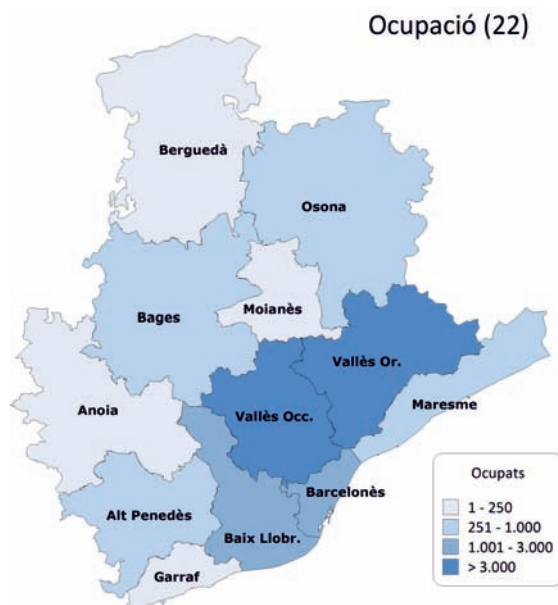 Ocupació (22)
Berguedà
Osona
Bages
Moianès
Vallès Or.
Anoia
Vallès Occ.
Maresme
Alt Penedès
Barcelonès
Baix Llobr.
Garraf
Ocupats
1 - 250
251 - 1.000
1.001 - 3.000
> 3.000